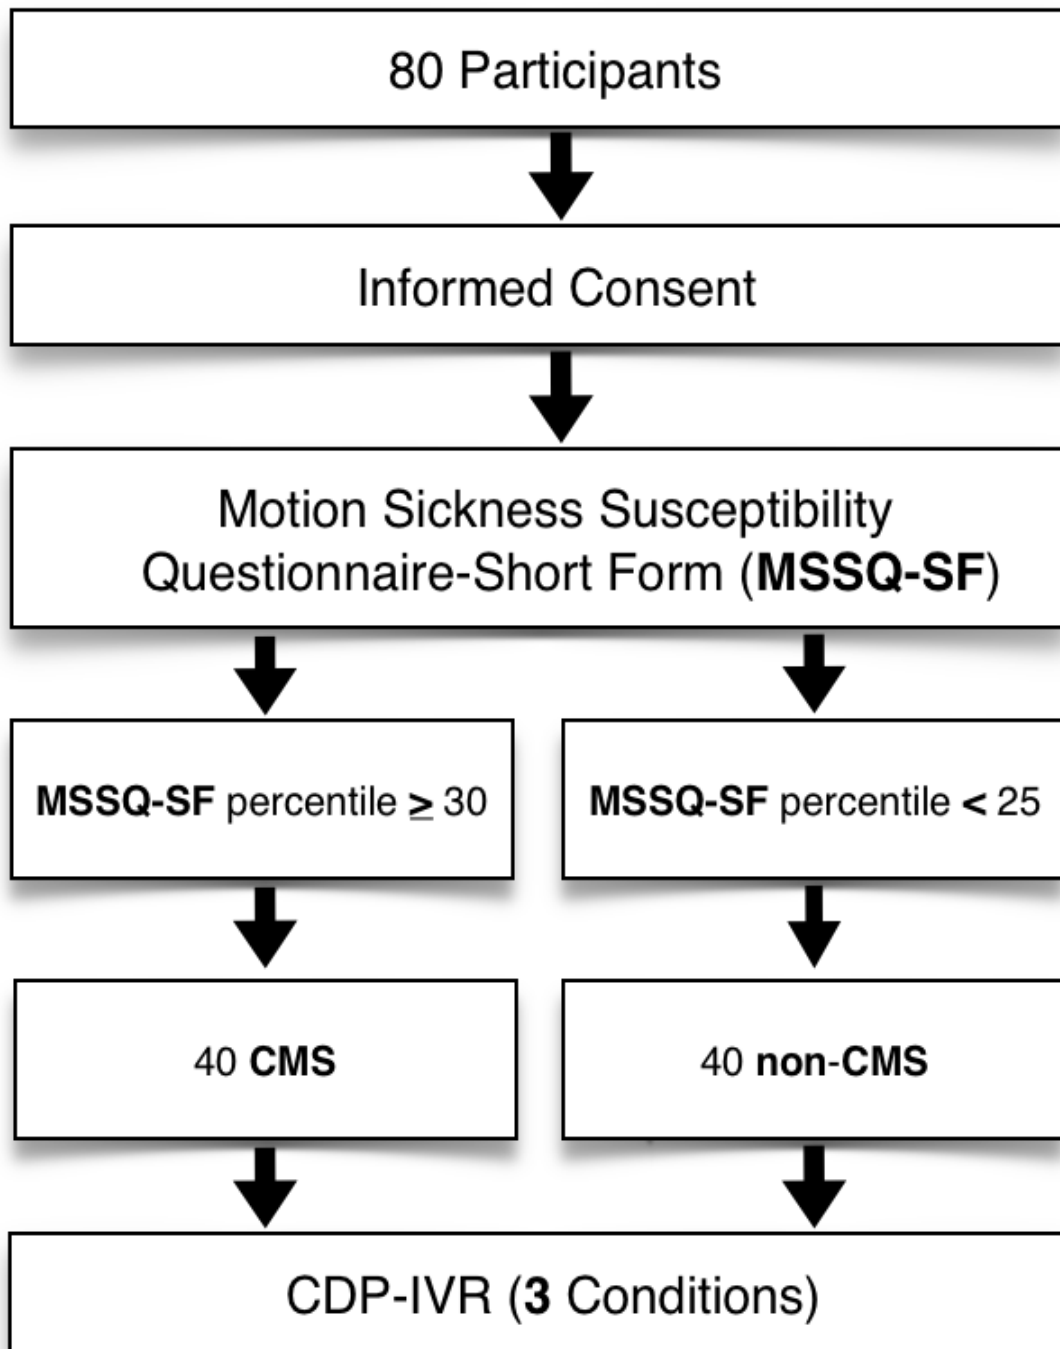 80 Participants
Informed Consent
Motion Sickness Susceptibility
Questionnaire-Short Form (MSSQ-SF)
MSSQ-SF percentile ≥ 30
MSSQ-SF percentile < 25
40 CMS
40 non-CMS
CDP-IVR (3 Conditions)